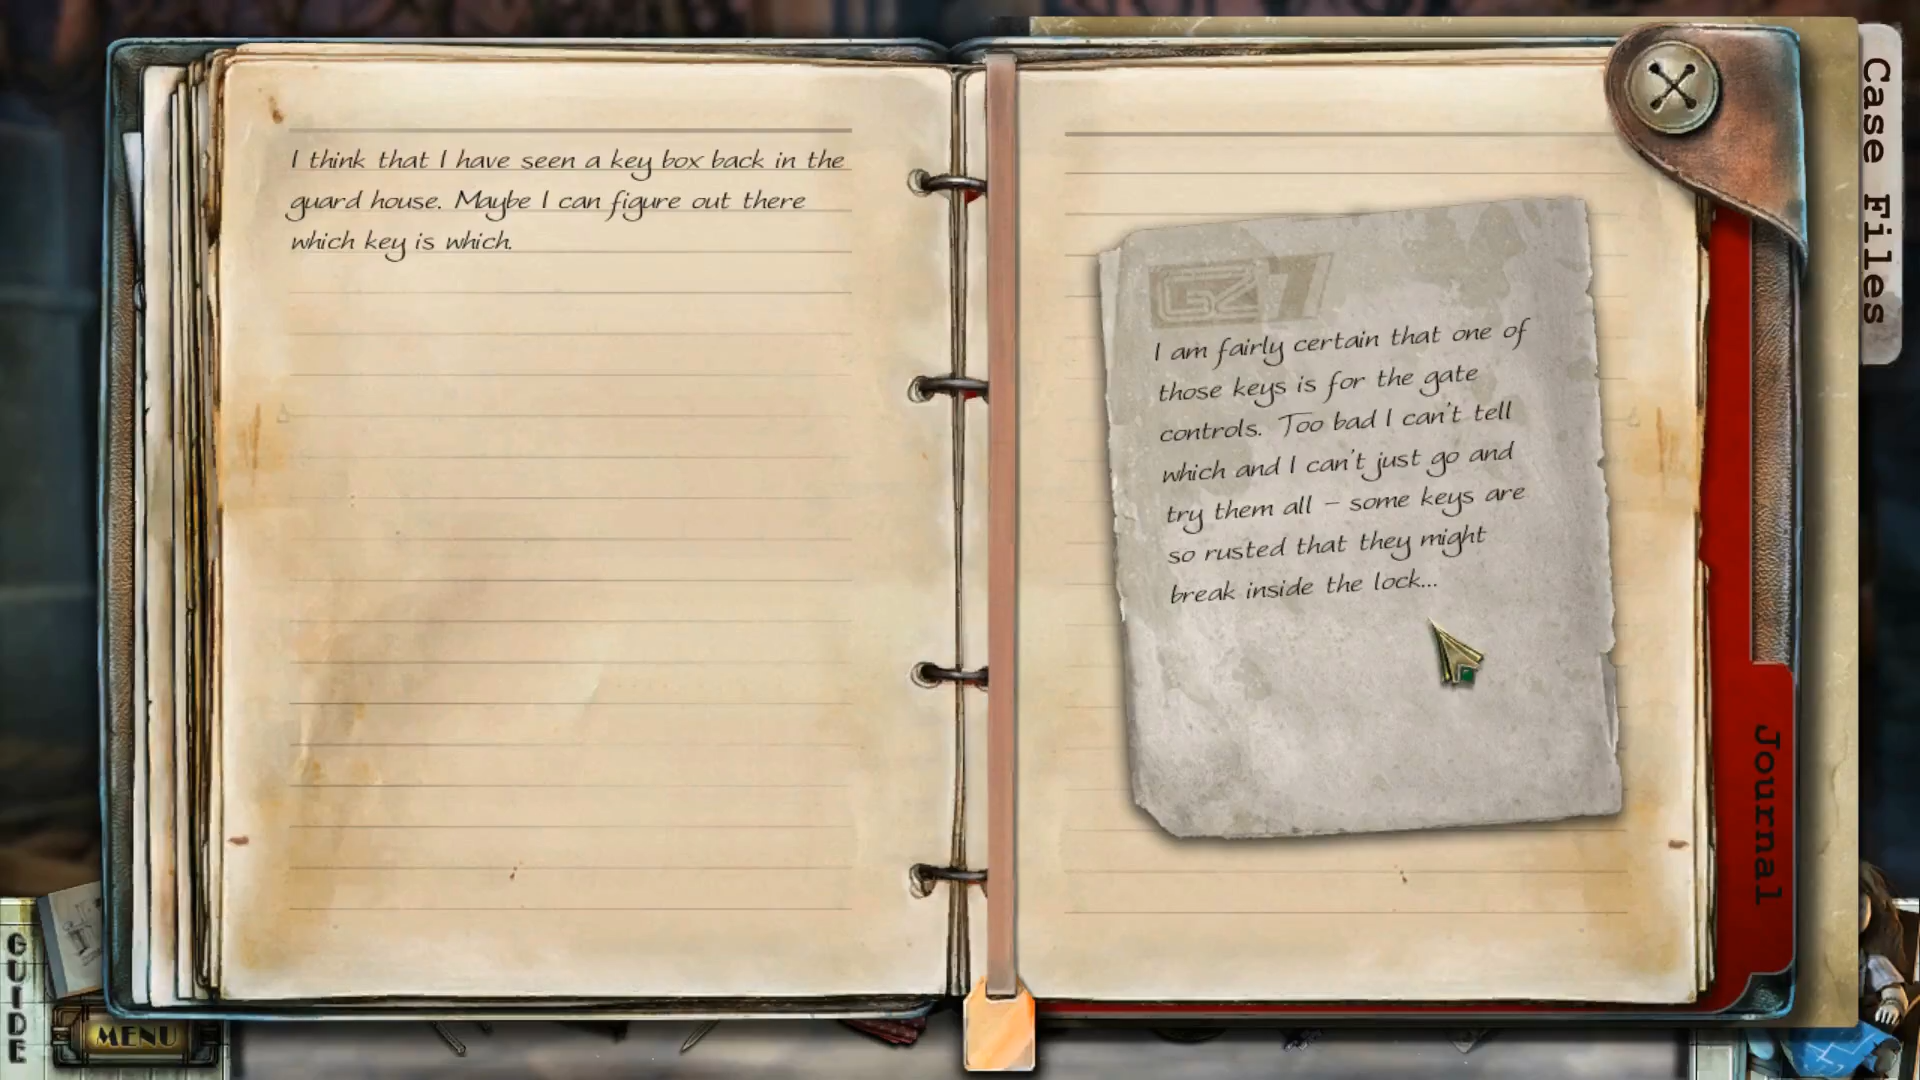 I think that I have seen a key box back in the
guard house. Maybe I can figure out there
which key is which.
GZ7
I am fairly certain that one of
those keys is for the gate
controls. Too bad I can't tell
which and I can't just go and
try them all – some keys are
so rusted that they might
break inside the lock...
Case Files
Journal
GUIDE
MENU